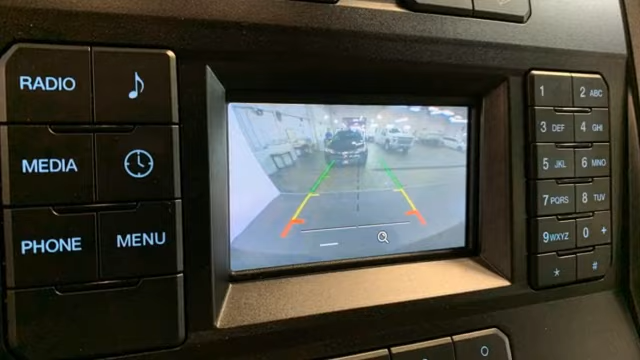 RADIO
MEDIA
PHONE MENU
1 2 ABC
3 DEF 4 GHI
5 JKL 6 MNO
7 PQRS 8 TUV
9 WXYZ 0 +
* #